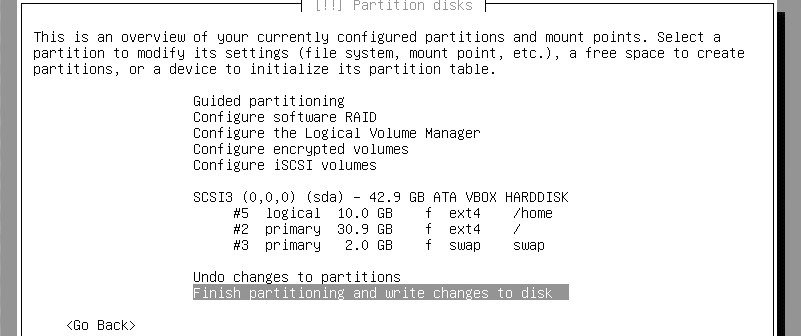 [!!] Partition disks
This is an overview of your currently configured partitions and mount points. Select a
partition to modify its settings (file system, mount point, etc.), a free space to create
partitions, or a device to initialize its partition table.
Guided partitioning
Configure software RAID
Configure the Logical Volume Manager
Configure encrypted volumes
Configure iSCSI volumes
SCSI3 (0,0,0) (sda) - 42.9 GB ATA VBOX HARDDISK
#5 logical 10.0 GB f ext4 /home
#2 primary 30.9 GB f ext4 /
#3 primary 2.0 GB f swap swap
Undo changes to partitions
Finish partitioning and write changes to disk
<Go Back>